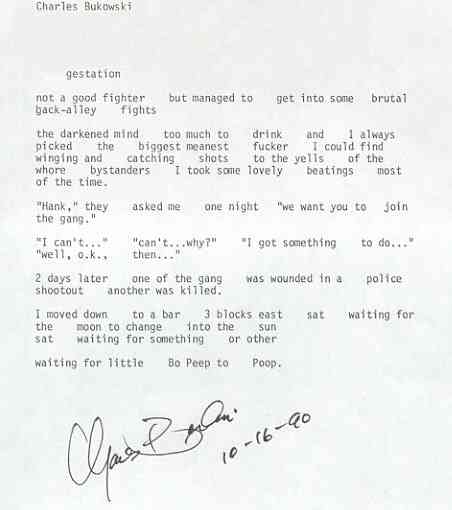 Charles Bukowski
gestation
not a good fighter but managed to get into some brutal
back-alley fights
the darkened mind too much to drink and I always
picked the biggest meanest fucker I could find
winging and catching shots to the yells of the
whore bystanders I took some lovely beatings most
of the time.
"Hank," they asked me one night "we want you to join
the gang."
"I can't..." "can't...why?" "I got something to do..."
"well, o.k., then..."
2 days later one of the gang was wounded in a police
shootout another was killed.
I moved down to a bar 3 blocks east sat waiting for
the moon to change into the sun
sat waiting for something or other
waiting for little Bo Peep to Poop.
Charles Bukowski
10-16-90